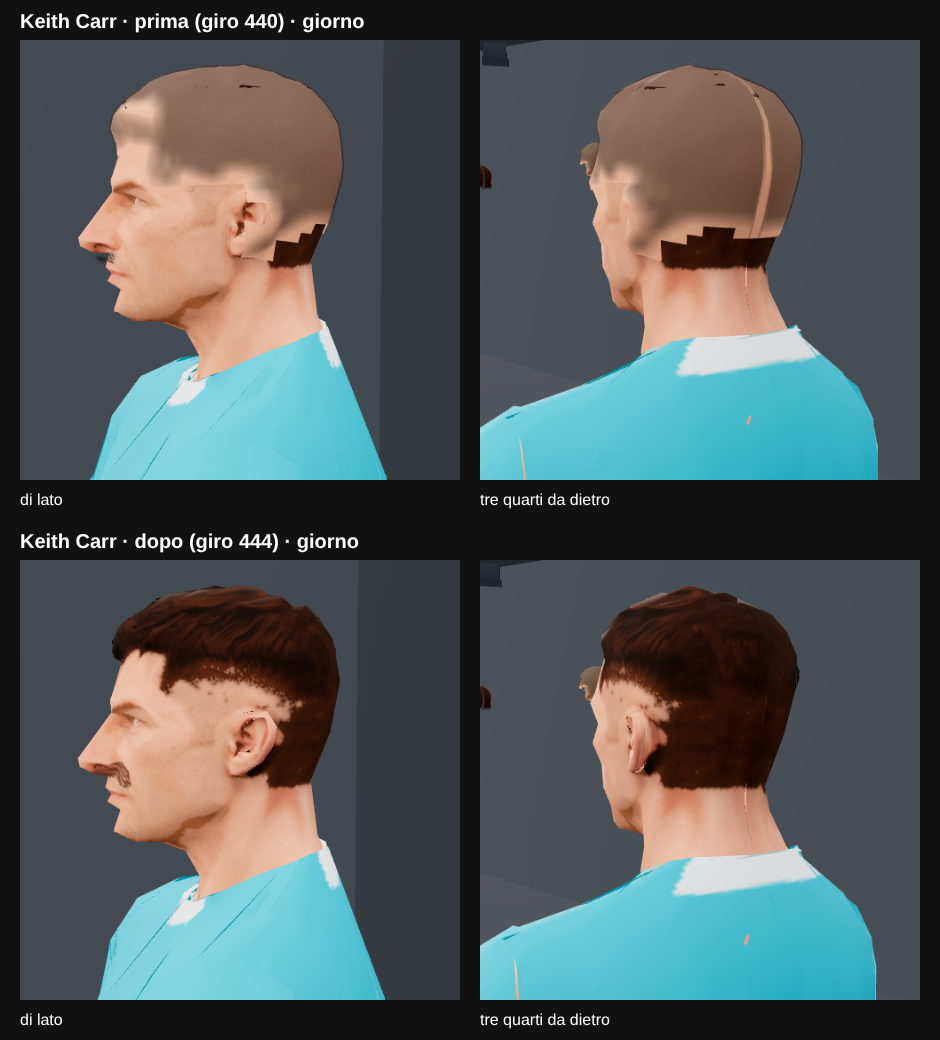 Keith Carr · prima (giro 440) · giorno
di lato
tre quarti da dietro
Keith Carr · dopo (giro 444) · giorno
di lato
tre quarti da dietro